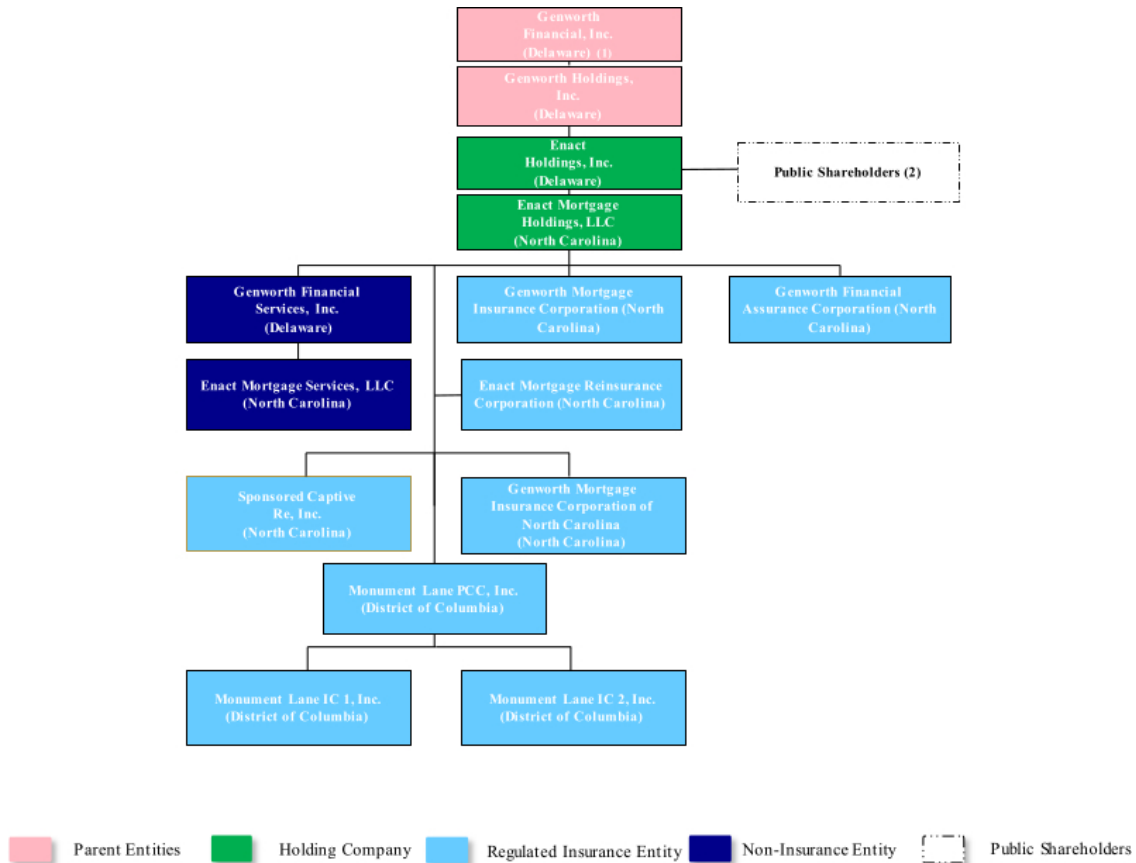 Genworth
Financial, Inc.
(Delaware) (1)
Genworth Holdings,
Inc.
(Delaware)
Enact
Holdings, Inc.
(Delaware)
Public Shareholders (2)
Enact Mortgage
Holdings, LLC
(North Carolina)
Genworth Financial
Services, Inc.
(Delaware)
Genworth Mortgage
Insurance Corporation (North
Carolina)
Genworth Financial
Assurance Corporation (North
Carolina)
Enact Mortgage Services, LLC
(North Carolina)
Enact Mortgage Reinsurance
Corporation (North Carolina)
Sponsored Captive
Re, Inc.
(North Carolina)
Genworth Mortgage
Insurance Corporation of
North Carolina
(North Carolina)
Monument Lane PCC, Inc.
(District of Columbia)
Monument Lane IC 1, Inc.
(District of Columbia)
Monument Lane IC 2, Inc.
(District of Columbia)
Parent Entities
Holding Company
Regulated Insurance Entity
Non-Insurance Entity
Public Shareholders